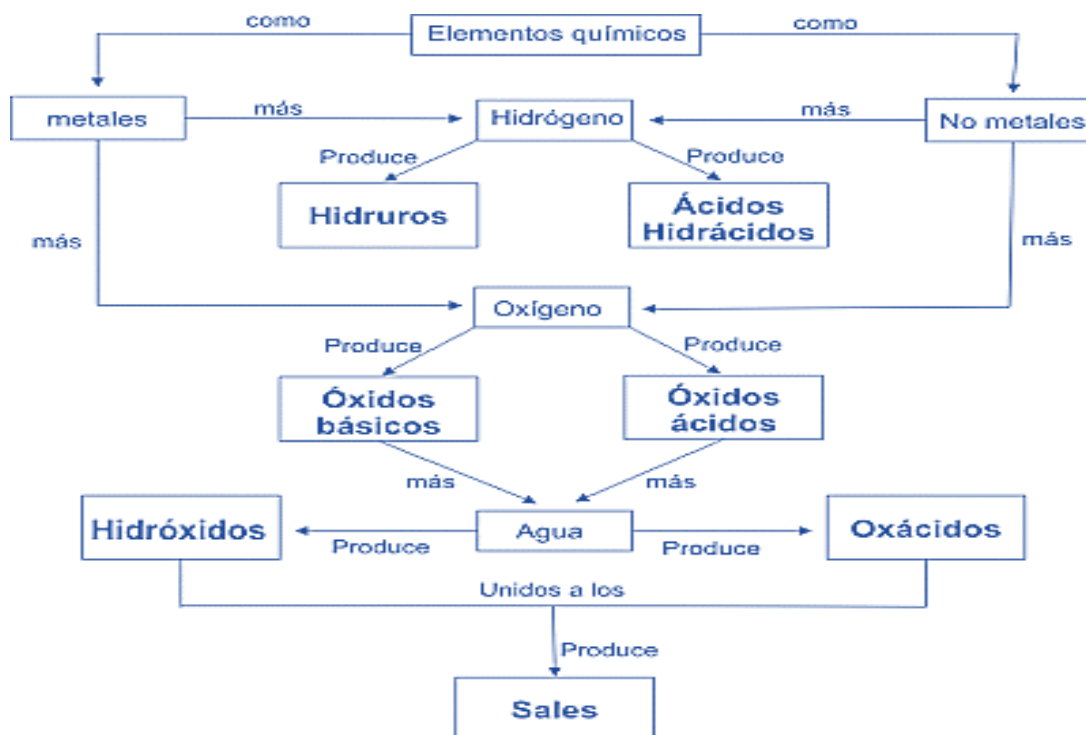 como
Elementos químicos
como
metales
más
Hidrógeno
más
No metales
Produce
Produce
Hidruros
Ácidos
Hidrácidos
más
más
Oxígeno
Produce
Produce
Óxidos
básicos
Óxidos
ácidos
más
más
Hidróxidos
Agua
Oxácidos
Produce
Produce
Unidos a los
Produce
Sales